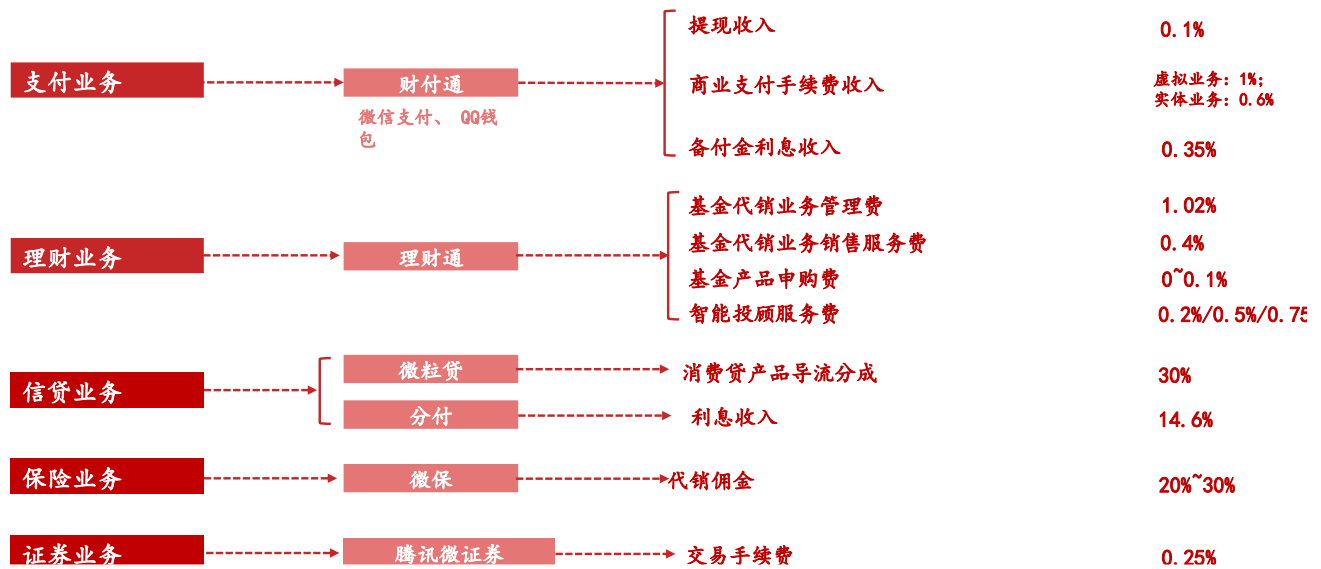 提现收入
0.1%
支付业务
财付通
商业支付手续费收入
虚拟业务：1%；
实体业务：0.6%
微信支付、 QQ钱
包
备付金利息收入
0.35%
基金代销业务管理费
1.02%
理财业务
理财通
基金代销业务销售服务费
0.4%
基金产品申购费
0~0.1%
智能投顾服务费
0.2%/0.5%/0.75
信贷业务
微粒贷
消费贷产品导流分成
30%
分付
利息收入
14.6%
保险业务
微保
代销佣金
20%~30%
证券业务
腾讯微证券
交易手续费
0.25%